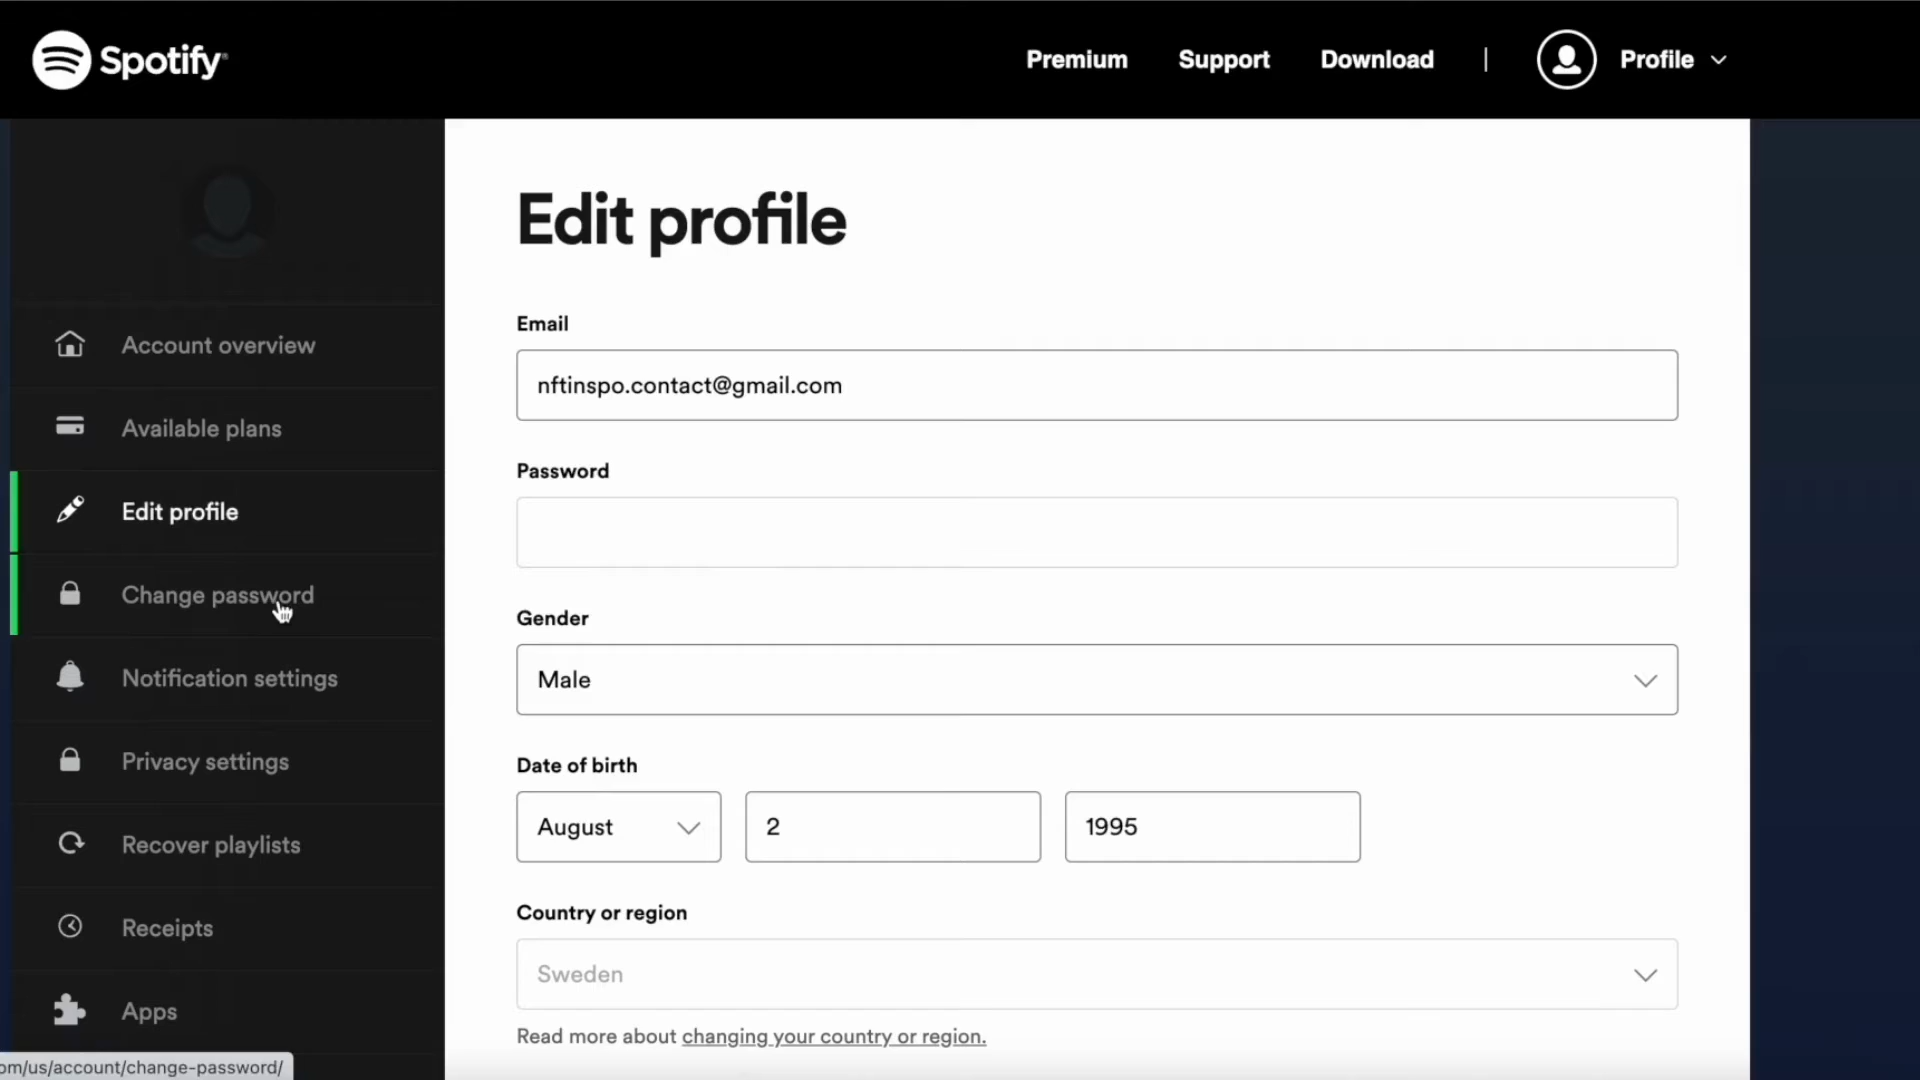 Spotify
Premium
Support
Download
|
Profile
Account overview
Available plans
Edit profile
Change password
Notification settings
Privacy settings
Recover playlists
Receipts
Apps
om/us/account/change-password/
Edit profile
Email
nftinspo.contact@gmail.com
Password
Gender
Male
Date of birth
August
2
1995
Country or region
Sweden
Read more about changing your country or region.